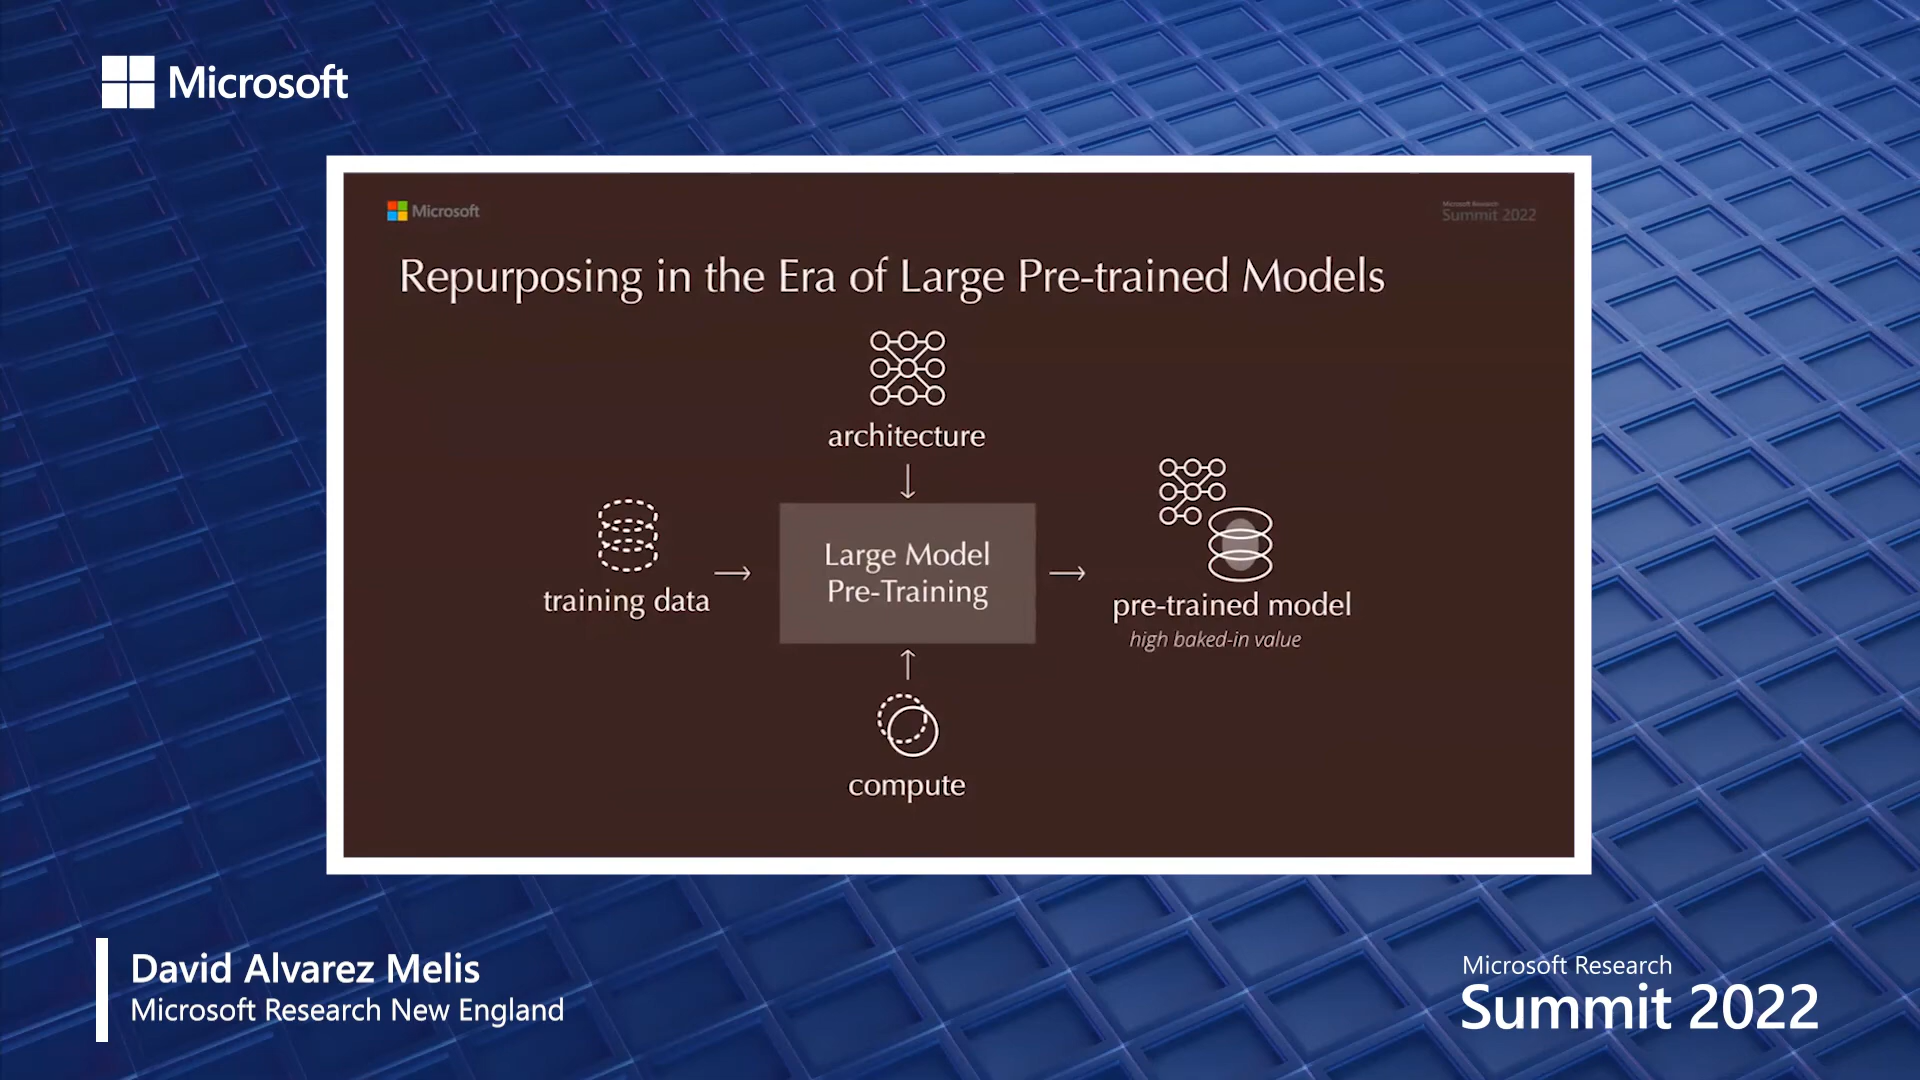 Microsoft
Microsoft
Microsoft Research
Summit 2022
Repurposing in the Era of Large Pre-trained Models
architecture
training data
Large Model
Pre-Training
pre-trained model
high baked-in value
compute
David Alvarez Melis
Microsoft Research New England
Microsoft Research
Summit 2022